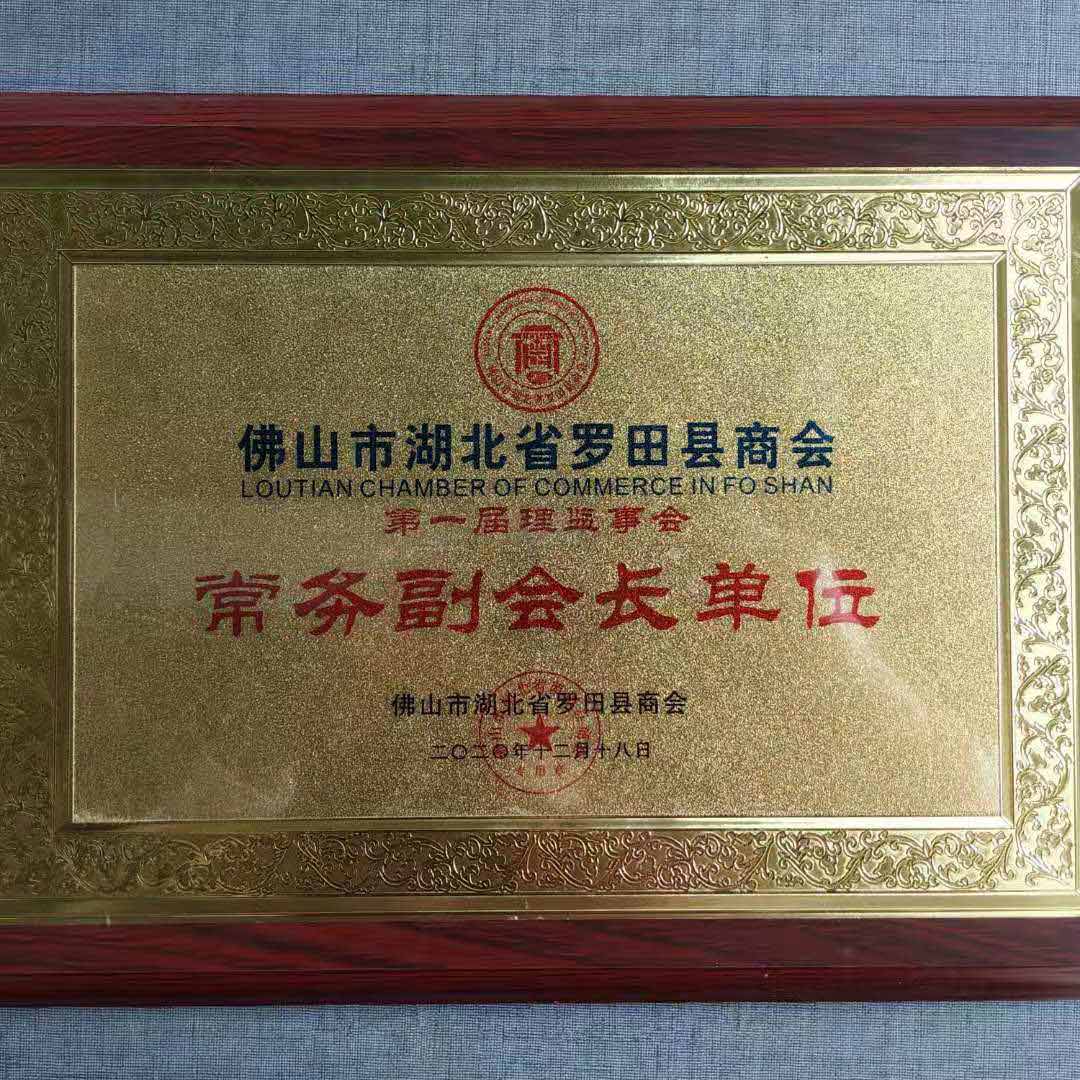 佛山市湖北省罗田县商会
LOUTIAN CHAMBER OF COMMERCE IN FO SHAN
第一届理监事会
常务副会长单位
佛山市湖北省罗田县商会
二〇二〇年十二月十八日